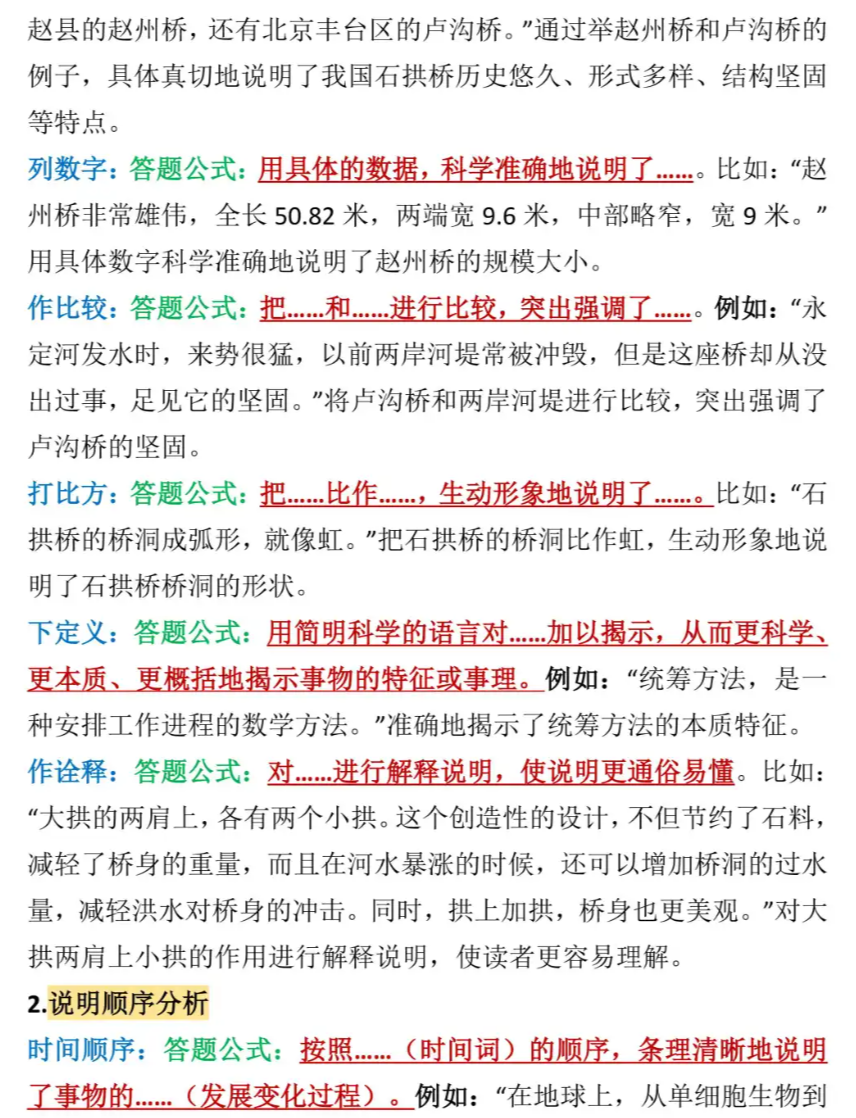 赵县的赵州桥，还有北京丰台区的卢沟桥。”通过举赵州桥和卢沟桥的
例子，具体真切地说明了我国石拱桥历史悠久、形式多样、结构坚固
等特点。
列数字：答题公式：用具体的数据，科学准确地说明了……。比如：“赵
州桥非常雄伟，全长 50.82 米，两端宽 9.6 米，中部略窄，宽 9 米。”
用具体数字科学准确地说明了赵州桥的规模大小。
作比较：答题公式：把……和……进行比较，突出强调了……。例如：“永
定河发水时，来势很猛，以前两岸河堤常被冲毁，但是这座桥却从没
出过事，足见它的坚固。”将卢沟桥和两岸河堤进行比较，突出强调了
卢沟桥的坚固。
打比方：答题公式：把……比作……，生动形象地说明了……。比如：“石
拱桥的桥洞成弧形，就像虹。”把石拱桥的桥洞比作虹，生动形象地说
明了石拱桥桥洞的形状。
下定义：答题公式：用简明科学的语言对……加以揭示，从而更科学、
更本质、更概括地揭示事物的特征或事理。例如：“统筹方法，是一
种安排工作进程的数学方法。”准确地揭示了统筹方法的本质特征。
作诠释：答题公式：对……进行解释说明，使说明更通俗易懂。比如：
“大拱的两肩上，各有两个小拱。这个创造性的设计，不但节约了石料，
减轻了桥身的重量，而且在河水暴涨的时候，还可以增加桥洞的过水
量，减轻洪水对桥身的冲击。同时，拱上加拱，桥身也更美观。”对大
拱两肩上小拱的作用进行解释说明，使读者更容易理解。
2.说明顺序分析
时间顺序：答题公式：按照……（时间词）的顺序，条理清晰地说明
了事物的……（发展变化过程）。例如：“在地球上，从单细胞生物到